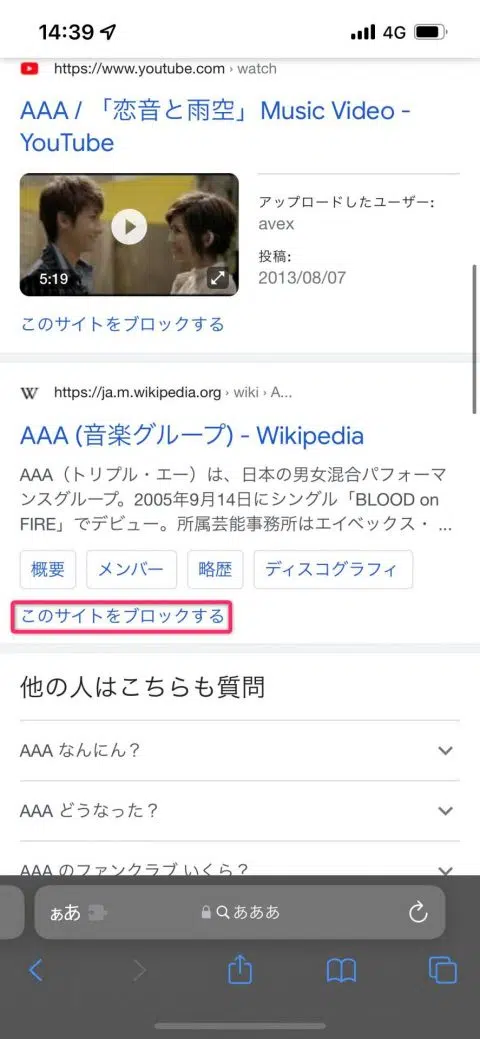 14:39
4G
https://www.youtube.com › watch
AAA / 「恋音と雨空」Music Video -
YouTube
アップロードしたユーザー:
avex
投稿:
2013/08/07
5:19
このサイトをブロックする
W https://ja.m.wikipedia.org › wiki › A...
AAA (音楽グループ) - Wikipedia
AAA（トリプル・エー）は、日本の男女混合パフォーマ
ンスグループ。2005年9月14日にシングル「BLOOD on
FIRE」でデビュー。所属芸能事務所はエイベックス・ ...
概要 メンバー 略歴 ディスコグラフィ
このサイトをブロックする
他の人はこちらも質問
AAA なんにん？
AAA どうなった？
AAA のファンクラブ いくら？
ぁあ
あああ